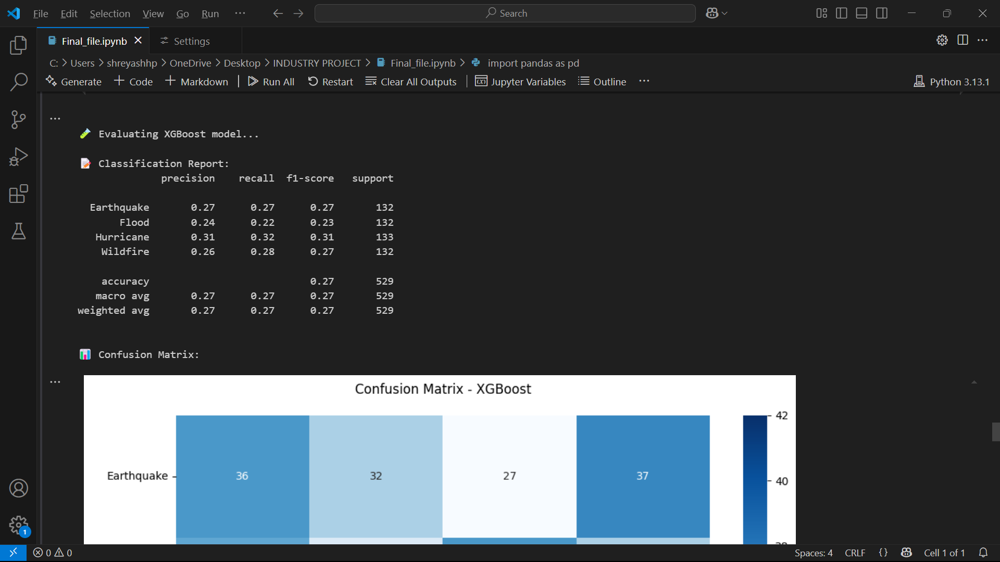 File Edit Selection View Go Run ... Search
Final_file.ipynb Settings
C: > Users > shreyashhp > OneDrive > Desktop > INDUSTRY PROJECT > Final_file.ipynb > import pandas as pd
Generate + Code + Markdown | Run All Restart Clear All Outputs | Jupyter Variables Outline ... Python 3.13.1
...
🧪 Evaluating XGBoost model...
📝 Classification Report:
precision recall f1-score support
Earthquake 0.27 0.27 0.27 132
Flood 0.24 0.22 0.23 132
Hurricane 0.31 0.32 0.31 133
Wildfire 0.26 0.28 0.27 132
accuracy 0.27 529
macro avg 0.27 0.27 0.27 529
weighted avg 0.27 0.27 0.27 529
📊 Confusion Matrix:
...
Confusion Matrix - XGBoost
42
Earthquake 36 32 27 37
40
1
0 0 Spaces: 4 CRLF {} Cell 1 of 1